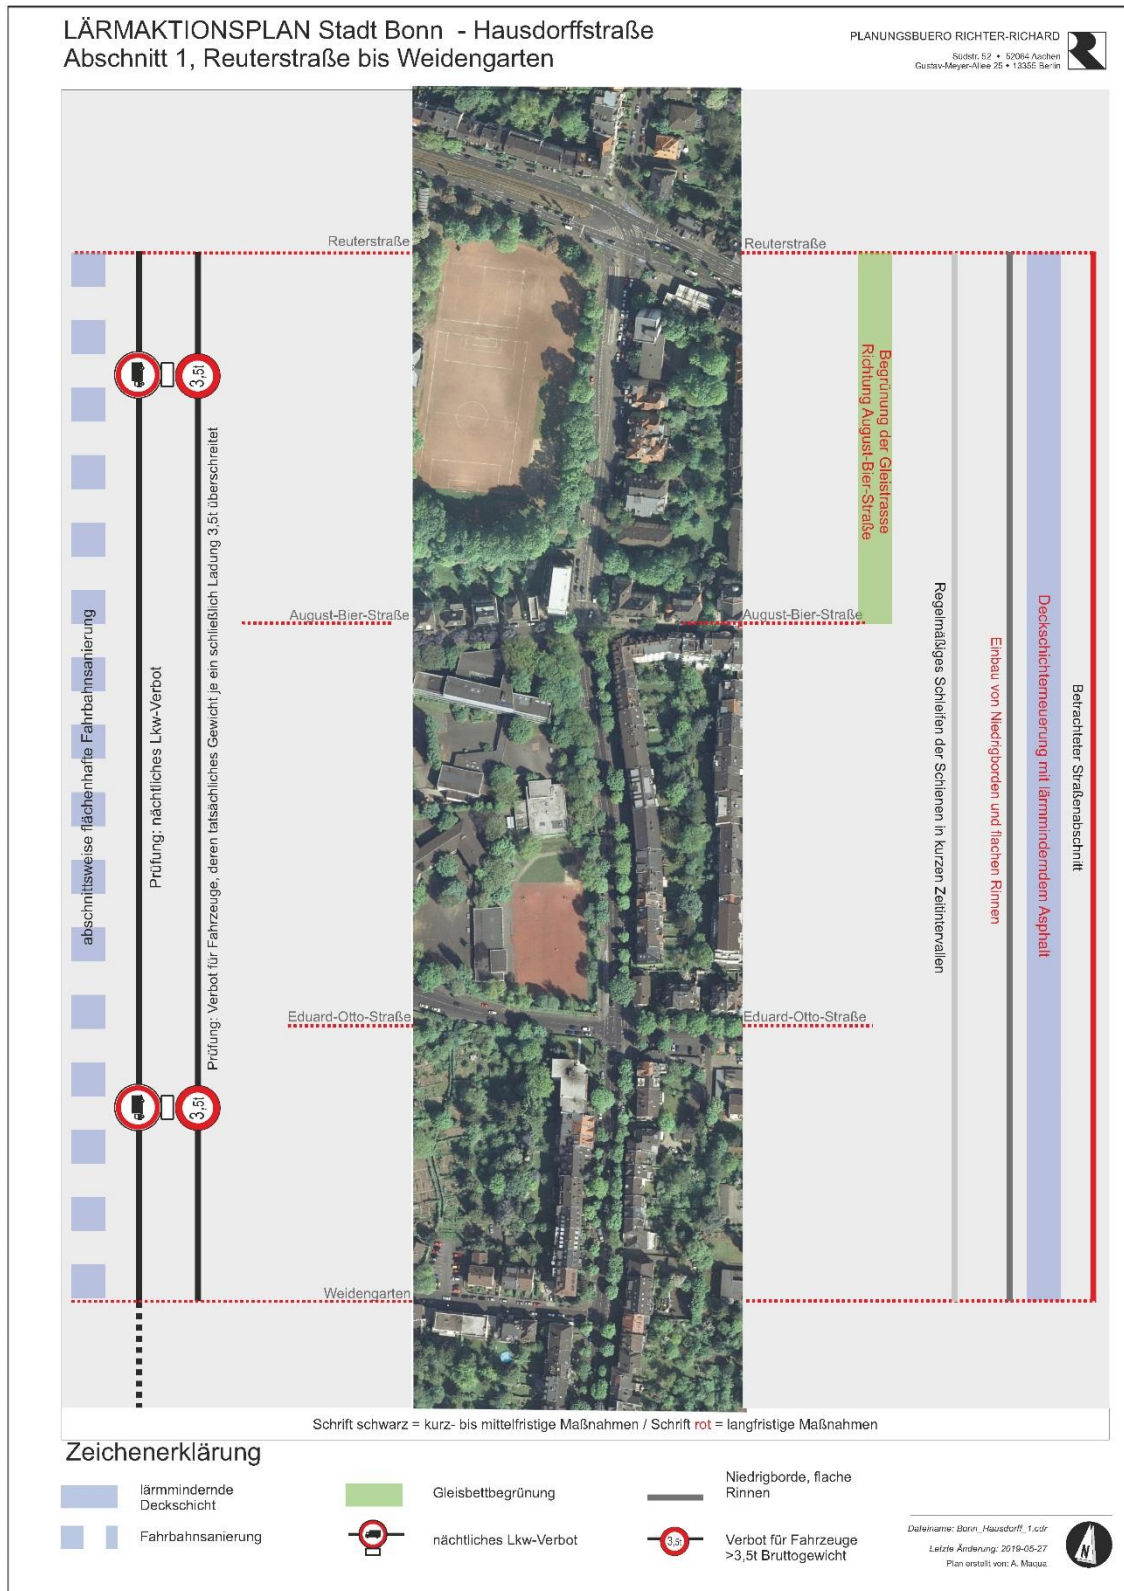 LÄRMAKTIONSPLAN Stadt Bonn - Hausdorffstraße
Abschnitt 1, Reuterstraße bis Weidengarten
PLANUNGSBUERO RICHTER-RICHARD
Südstr. 52 • 52064 Aachen
Gustav-Meyer-Allee 25 • 13355 Berlin
Reuterstraße
Reuterstraße
3,5t
abschnittsweise flächenhafte Fahrbahnsanierung
Prüfung: nächtliches Lkw-Verbot
Prüfung: Verbot für Fahrzeuge, deren tatsächliches Gewicht je ein schließlich Ladung 3,5t überschreitet
Begrünung der Gleistrasse
Richtung August-Bier-Straße
Regelmäßiges Schleifen der Schienen in kurzen Zeitintervallen
Einbau von Niedrigborden und flachen Rinnen
Deckschichterneuerung mit lärmminderndem Asphalt
Betrachteter Straßenabschnitt
August-Bier-Straße
August-Bier-Straße
Eduard-Otto-Straße
Eduard-Otto-Straße
3,5t
Weidengarten
Schrift schwarz = kurz- bis mittelfristige Maßnahmen / Schrift rot = langfristige Maßnahmen
Zeichenerklärung
lärmmindernde
Deckschicht
Fahrbahnsanierung
Gleisbettbegrünung
nächtliches Lkw-Verbot
Niedrigborde, flache
Rinnen
3,5t
Verbot für Fahrzeuge
>3,5t Bruttogewicht
Dateiname: Bonn_Hausdorff_1.cdr
Letzte Änderung: 2019-05-27
Plan erstellt von: A. Maqua
N